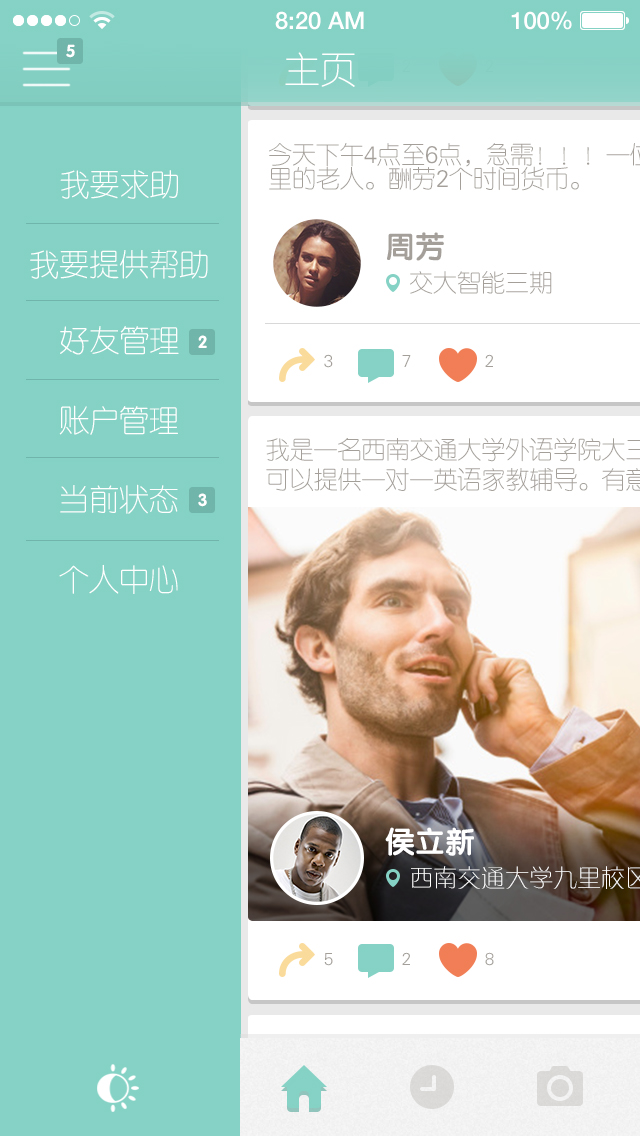 8:20 AM
100%
5
主页
我要求助
我要提供帮助
好友管理 2
账户管理
当前状态 3
个人中心
今天下午4点至6点，急需！！！一位
里的老人。酬劳2个时间货币。
周芳
交大智能三期
3 7 2
我是一名西南交通大学外语学院大三
可以提供一对一英语家教辅导。有意
侯立新
西南交通大学九里校区
5 2 8